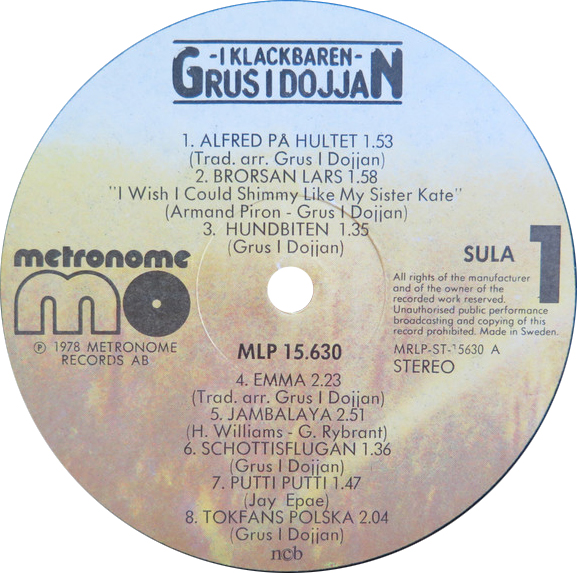 -I KLACKBAREN-
GRUS I DOJJAN
1. ALFRED PÅ HULTET 1.53
(Trad. arr. Grus I Dojjan)
2. BRORSAN LARS 1.58
"I Wish I Could Shimmy Like My Sister Kate"
(Armand Piron - Grus I Dojjan)
3. HUNDBITEN 1.35
(Grus I Dojjan)
metronome
mo
℗ 1978 METRONOME
RECORDS AB
SULA 1
All rights of the manufacturer
and of the owner of the
recorded work reserved.
Unauthorised public performance
broadcasting and copying of this
record prohibited. Made in Sweden.
MRLP-ST-15630 A
STEREO
MLP 15.630
4. EMMA 2.23
(Trad. arr. Grus I Dojjan)
5. JAMBALAYA 2.51
(H. Williams - G. Rybrant)
6. SCHOTTISFLUGAN 1.36
(Grus I Dojjan)
7. PUTTI PUTTI 1.47
(Jay Epae)
8. TOKFANS POLSKA 2.04
(Grus I Dojjan)
ncb